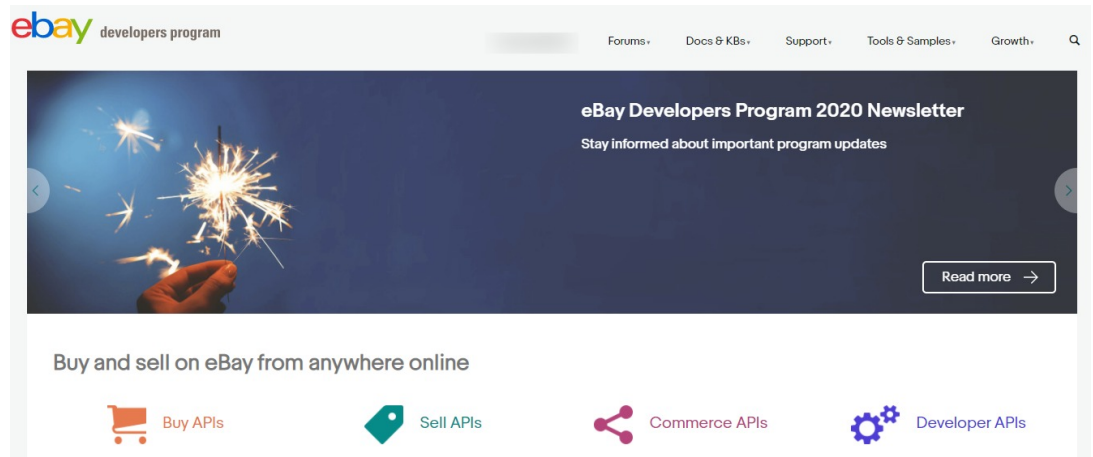 ebay developers program
Forums Docs & KBs Support Tools & Samples Growth
eBay Developers Program 2020 Newsletter
Stay informed about important program updates
Read more →
Buy and sell on eBay from anywhere online
Buy APIs Sell APIs Commerce APIs Developer APIs